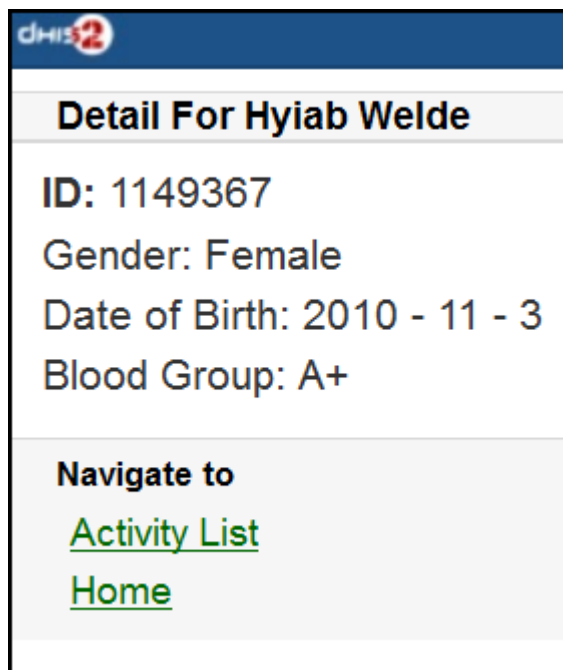 dHIS2
Detail For Hyiab Welde
ID: 1149367
Gender: Female
Date of Birth: 2010 - 11 - 3
Blood Group: A+
Navigate to
Activity List
Home